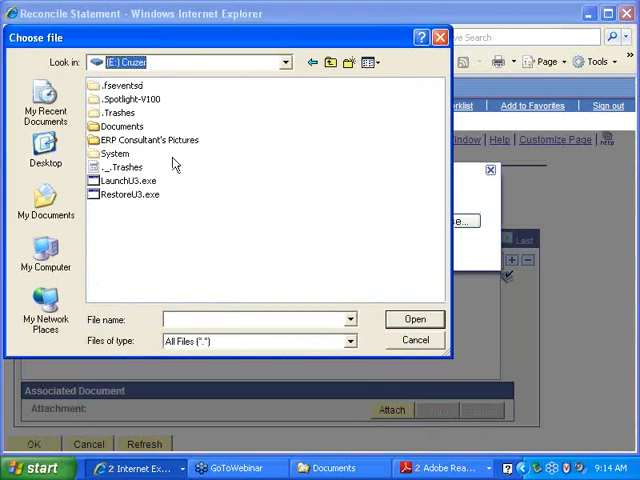 Reconcile Statement - Windows Internet Explorer
Choose file
Look in: (E:) Cruzer
.fseventsd
.Spotlight-V100
.Trashes
Documents
ERP Consultant's Pictures
System
._.Trashes
LaunchU3.exe
RestoreU3.exe
My Recent
Documents
Desktop
My Documents
My Computer
My Network
Places
File name:
Open
Files of type: All Files (*.*)
Cancel
Page
Tools
Add to Favorites
Sign out
Help
Customize Page
http
Last
Associated Document
Attachment:
Attach
OK
Cancel
Refresh
start
2 Internet Ex...
GoToWebinar
Documents
2 Adobe Rea...
9:14 AM